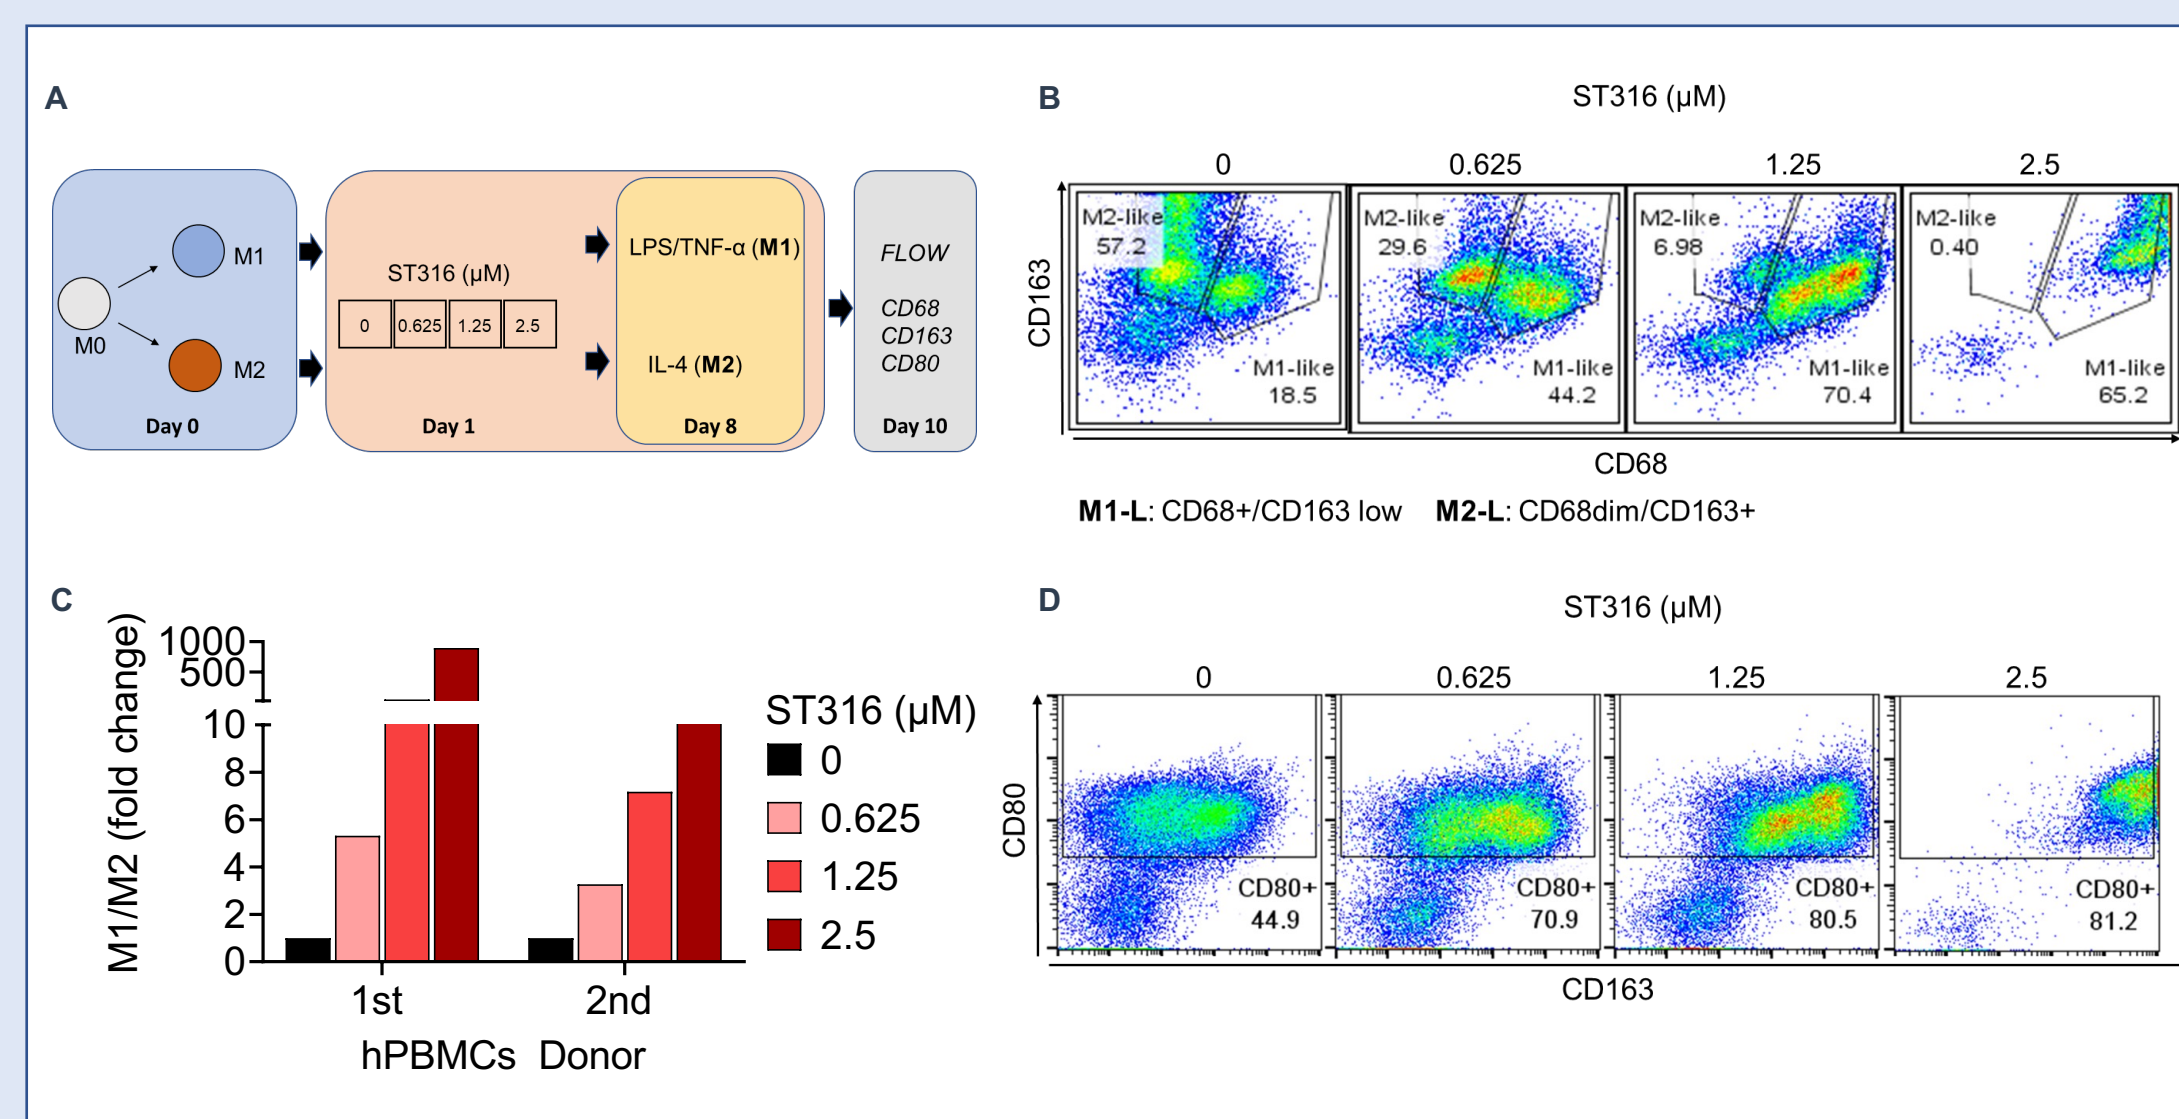 A
M0
M1
M2
Day 0
ST316 (µM)
0 0.625 1.25 2.5
Day 1
LPS/TNF-α (M1)
IL-4 (M2)
Day 8
FLOW
CD68
CD163
CD80
Day 10
B
ST316 (µM)
0 0.625 1.25 2.5
CD163
M2-like
57.2
M1-like
18.5
M2-like
29.6
M1-like
44.2
M2-like
6.98
M1-like
70.4
M2-like
0.40
M1-like
65.2
CD68
M1-L: CD68+/CD163 low M2-L: CD68dim/CD163+
C
M1/M2 (fold change)
1000
500
10
8
6
4
2
0
1st 2nd
hPBMCs Donor
ST316 (µM)
0
0.625
1.25
2.5
D
ST316 (µM)
0 0.625 1.25 2.5
CD80
CD80+
44.9
CD80+
70.9
CD80+
80.5
CD80+
81.2
CD163